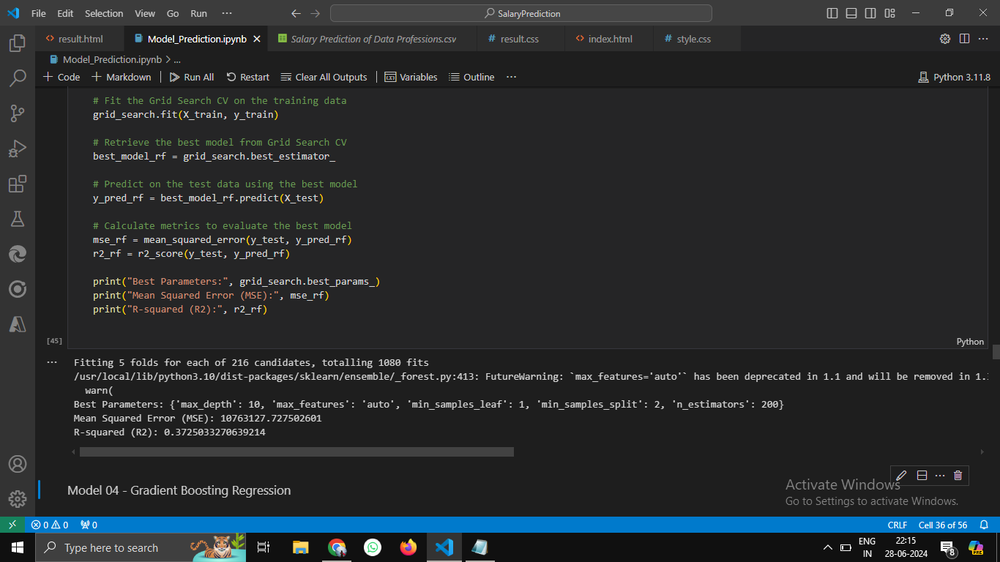 File Edit Selection View Go Run ··· SalaryPrediction
result.html Model_Prediction.ipynb Salary Prediction of Data Professions.csv result.css index.html style.css
Model_Prediction.ipynb > ...
Code Markdown Run All Restart Clear All Outputs Variables Outline ··· Python 3.11.8
# Fit the Grid Search CV on the training data
grid_search.fit(X_train, y_train)
# Retrieve the best model from Grid Search CV
best_model_rf = grid_search.best_estimator_
# Predict on the test data using the best model
y_pred_rf = best_model_rf.predict(X_test)
# Calculate metrics to evaluate the best model
mse_rf = mean_squared_error(y_test, y_pred_rf)
r2_rf = r2_score(y_test, y_pred_rf)
print("Best Parameters:", grid_search.best_params_)
print("Mean Squared Error (MSE):", mse_rf)
print("R-squared (R2):", r2_rf)
[45] Python
Fitting 5 folds for each of 216 candidates, totalling 1080 fits
/usr/local/lib/python3.10/dist-packages/sklearn/ensemble/_forest.py:413: FutureWarning: `max_features='auto'` has been deprecated in 1.1 and will be removed in
warn(
Best Parameters: {'max_depth': 10, 'max_features': 'auto', 'min_samples_leaf': 1, 'min_samples_split': 2, 'n_estimators': 200}
Mean Squared Error (MSE): 10763127.727502601
R-squared (R2): 0.3725033270639214
Model 04 - Gradient Boosting Regression
Activate Windows
Go to Settings to activate Windows.
0 0 0 CRLF Cell 36 of 56
Type here to search ENG IN 22:15 28-06-2024 8 PRE